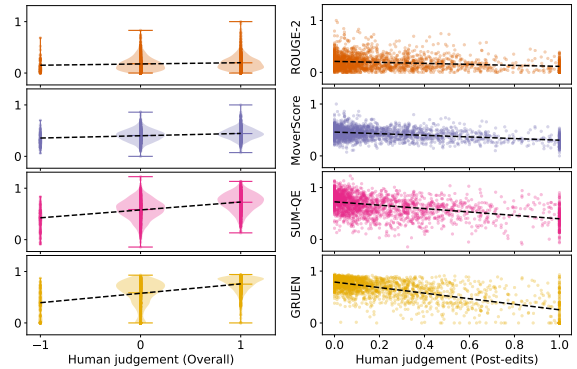 1
0
ROUGE-2
1
0
MoverScore
1
0
SUM-QE
1
0
GRUEN
−1 0 1 0.0 0.2 0.4 0.6 0.8 1.0
Human judgement (Overall) Human judgement (Post-edits)